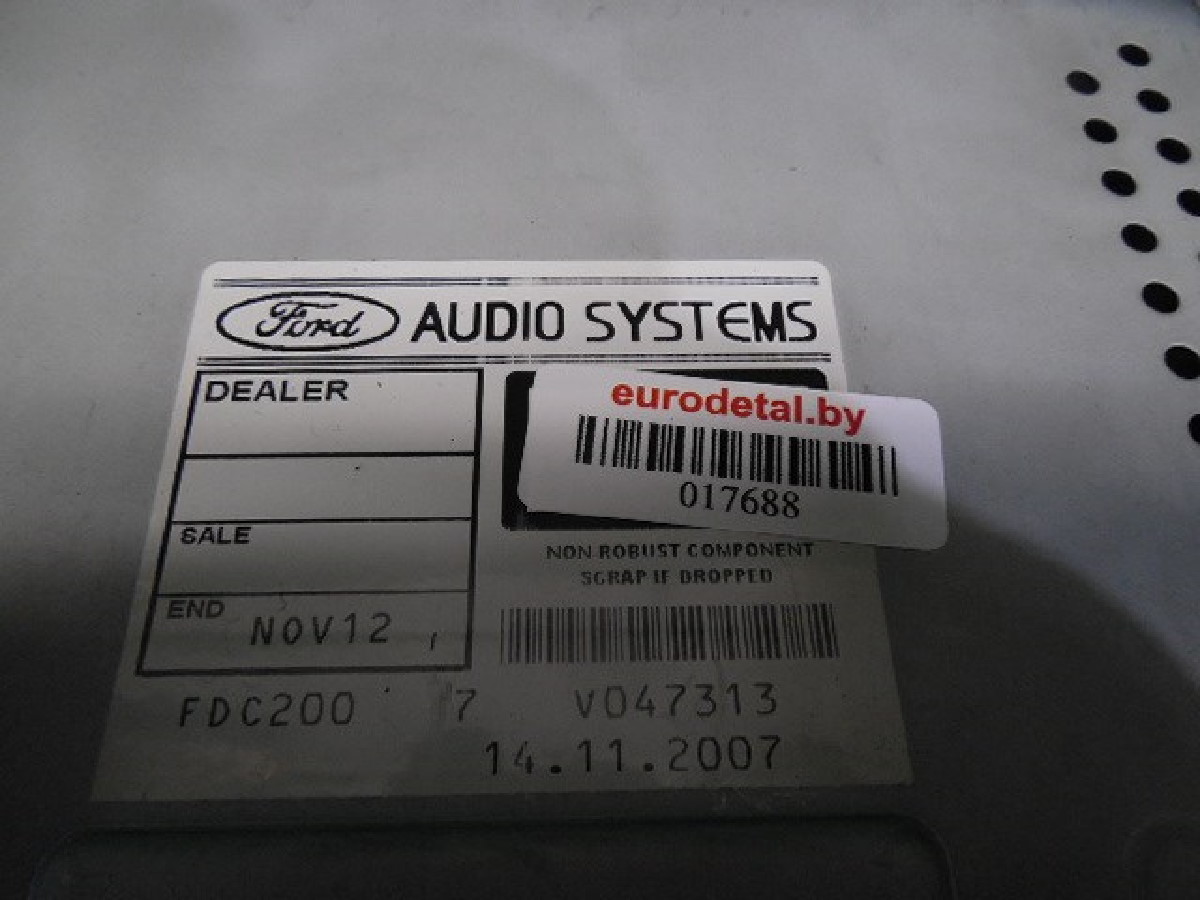 Ford AUDIO SYSTEMS
DEALER
SALE
END NOV12
eurodetal.by
017688
NON ROBUST COMPONENT
SCRAP IF DROPPED
FDC200 7 V047313
14.11.2007